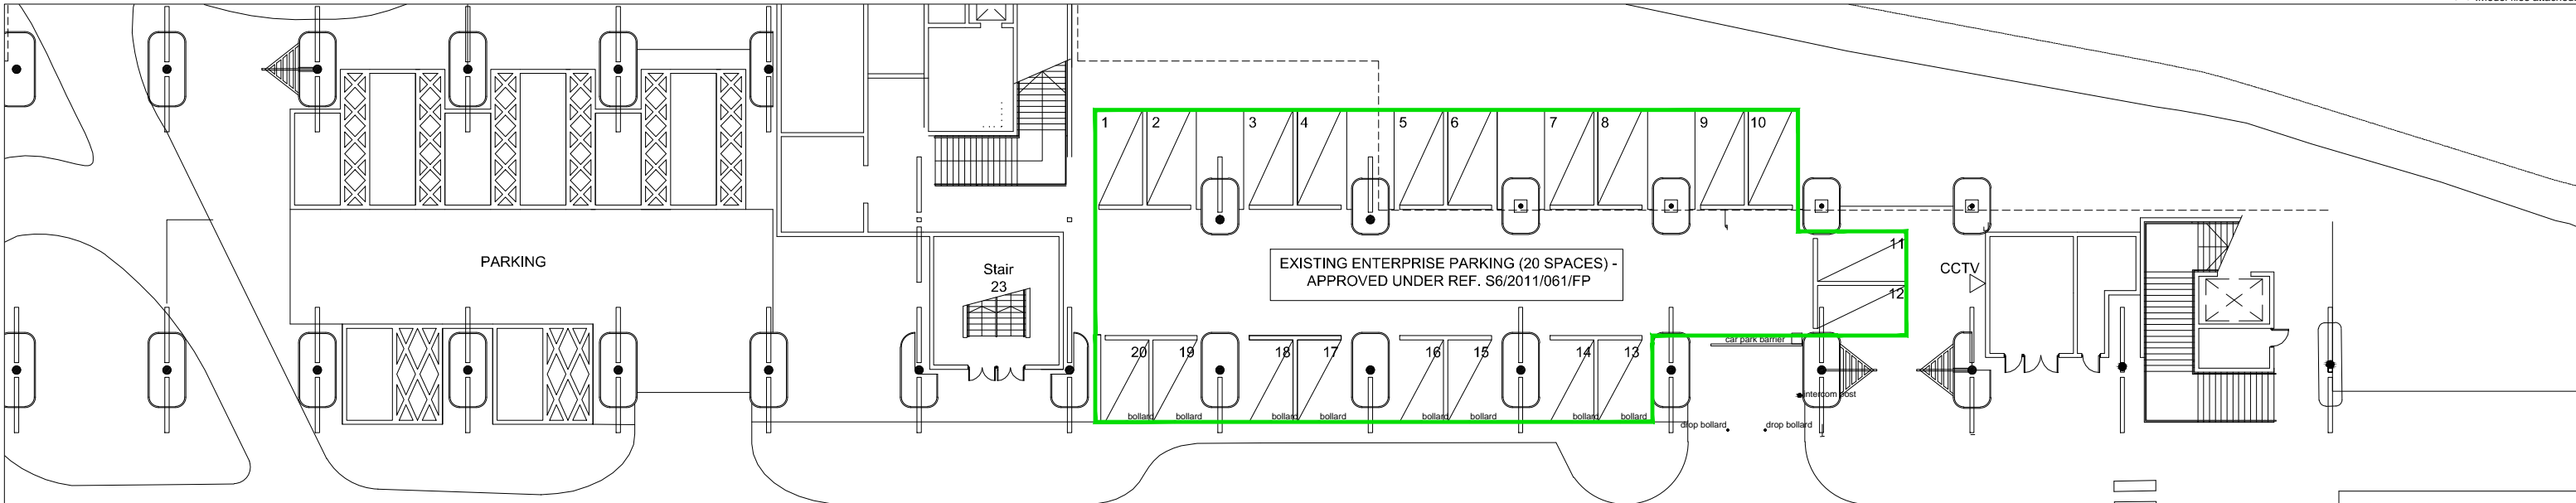 1 2 3 4 5 6 7 8 9 10
11
PARKING
Stair
23
EXISTING ENTERPRISE PARKING (20 SPACES) -
APPROVED UNDER REF. S6/2011/061/FP
CCTV
12
car park barrier
20 19 18 17 16 15 14 13
intercom post
bollard bollard bollard bollard bollard bollard bollard bollard
drop bollard drop bollard